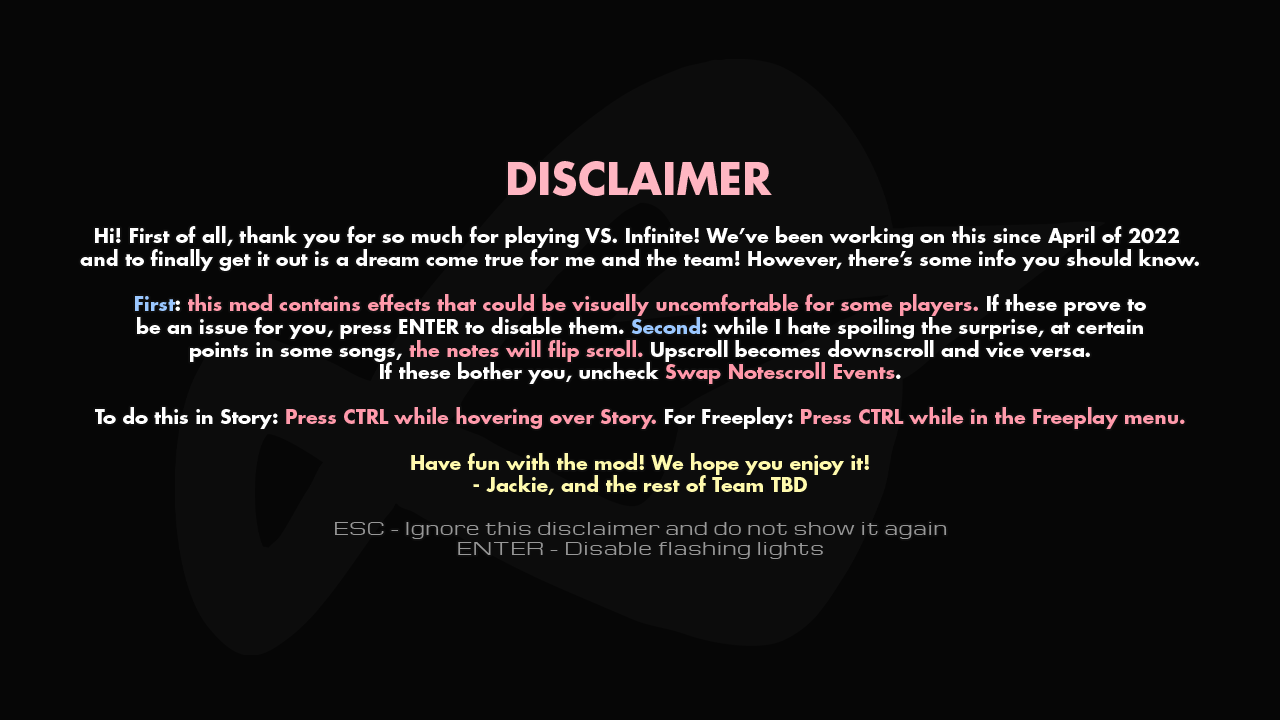 DISCLAIMER
Hi! First of all, thank you for so much for playing VS. Infinite! We've been working on this since April of 2022
and to finally get it out is a dream come true for me and the team! However, there's some info you should know.
First: this mod contains effects that could be visually uncomfortable for some players. If these prove to
be an issue for you, press ENTER to disable them. Second: while I hate spoiling the surprise, at certain
points in some songs, the notes will flip scroll. Upscroll becomes downscroll and vice versa.
If these bother you, uncheck Swap Notescroll Events.
To do this in Story: Press CTRL while hovering over Story. For Freeplay: Press CTRL while in the Freeplay menu.
Have fun with the mod! We hope you enjoy it!
- Jackie, and the rest of Team TBD
ESC - Ignore this disclaimer and do not show it again
ENTER - Disable flashing lights